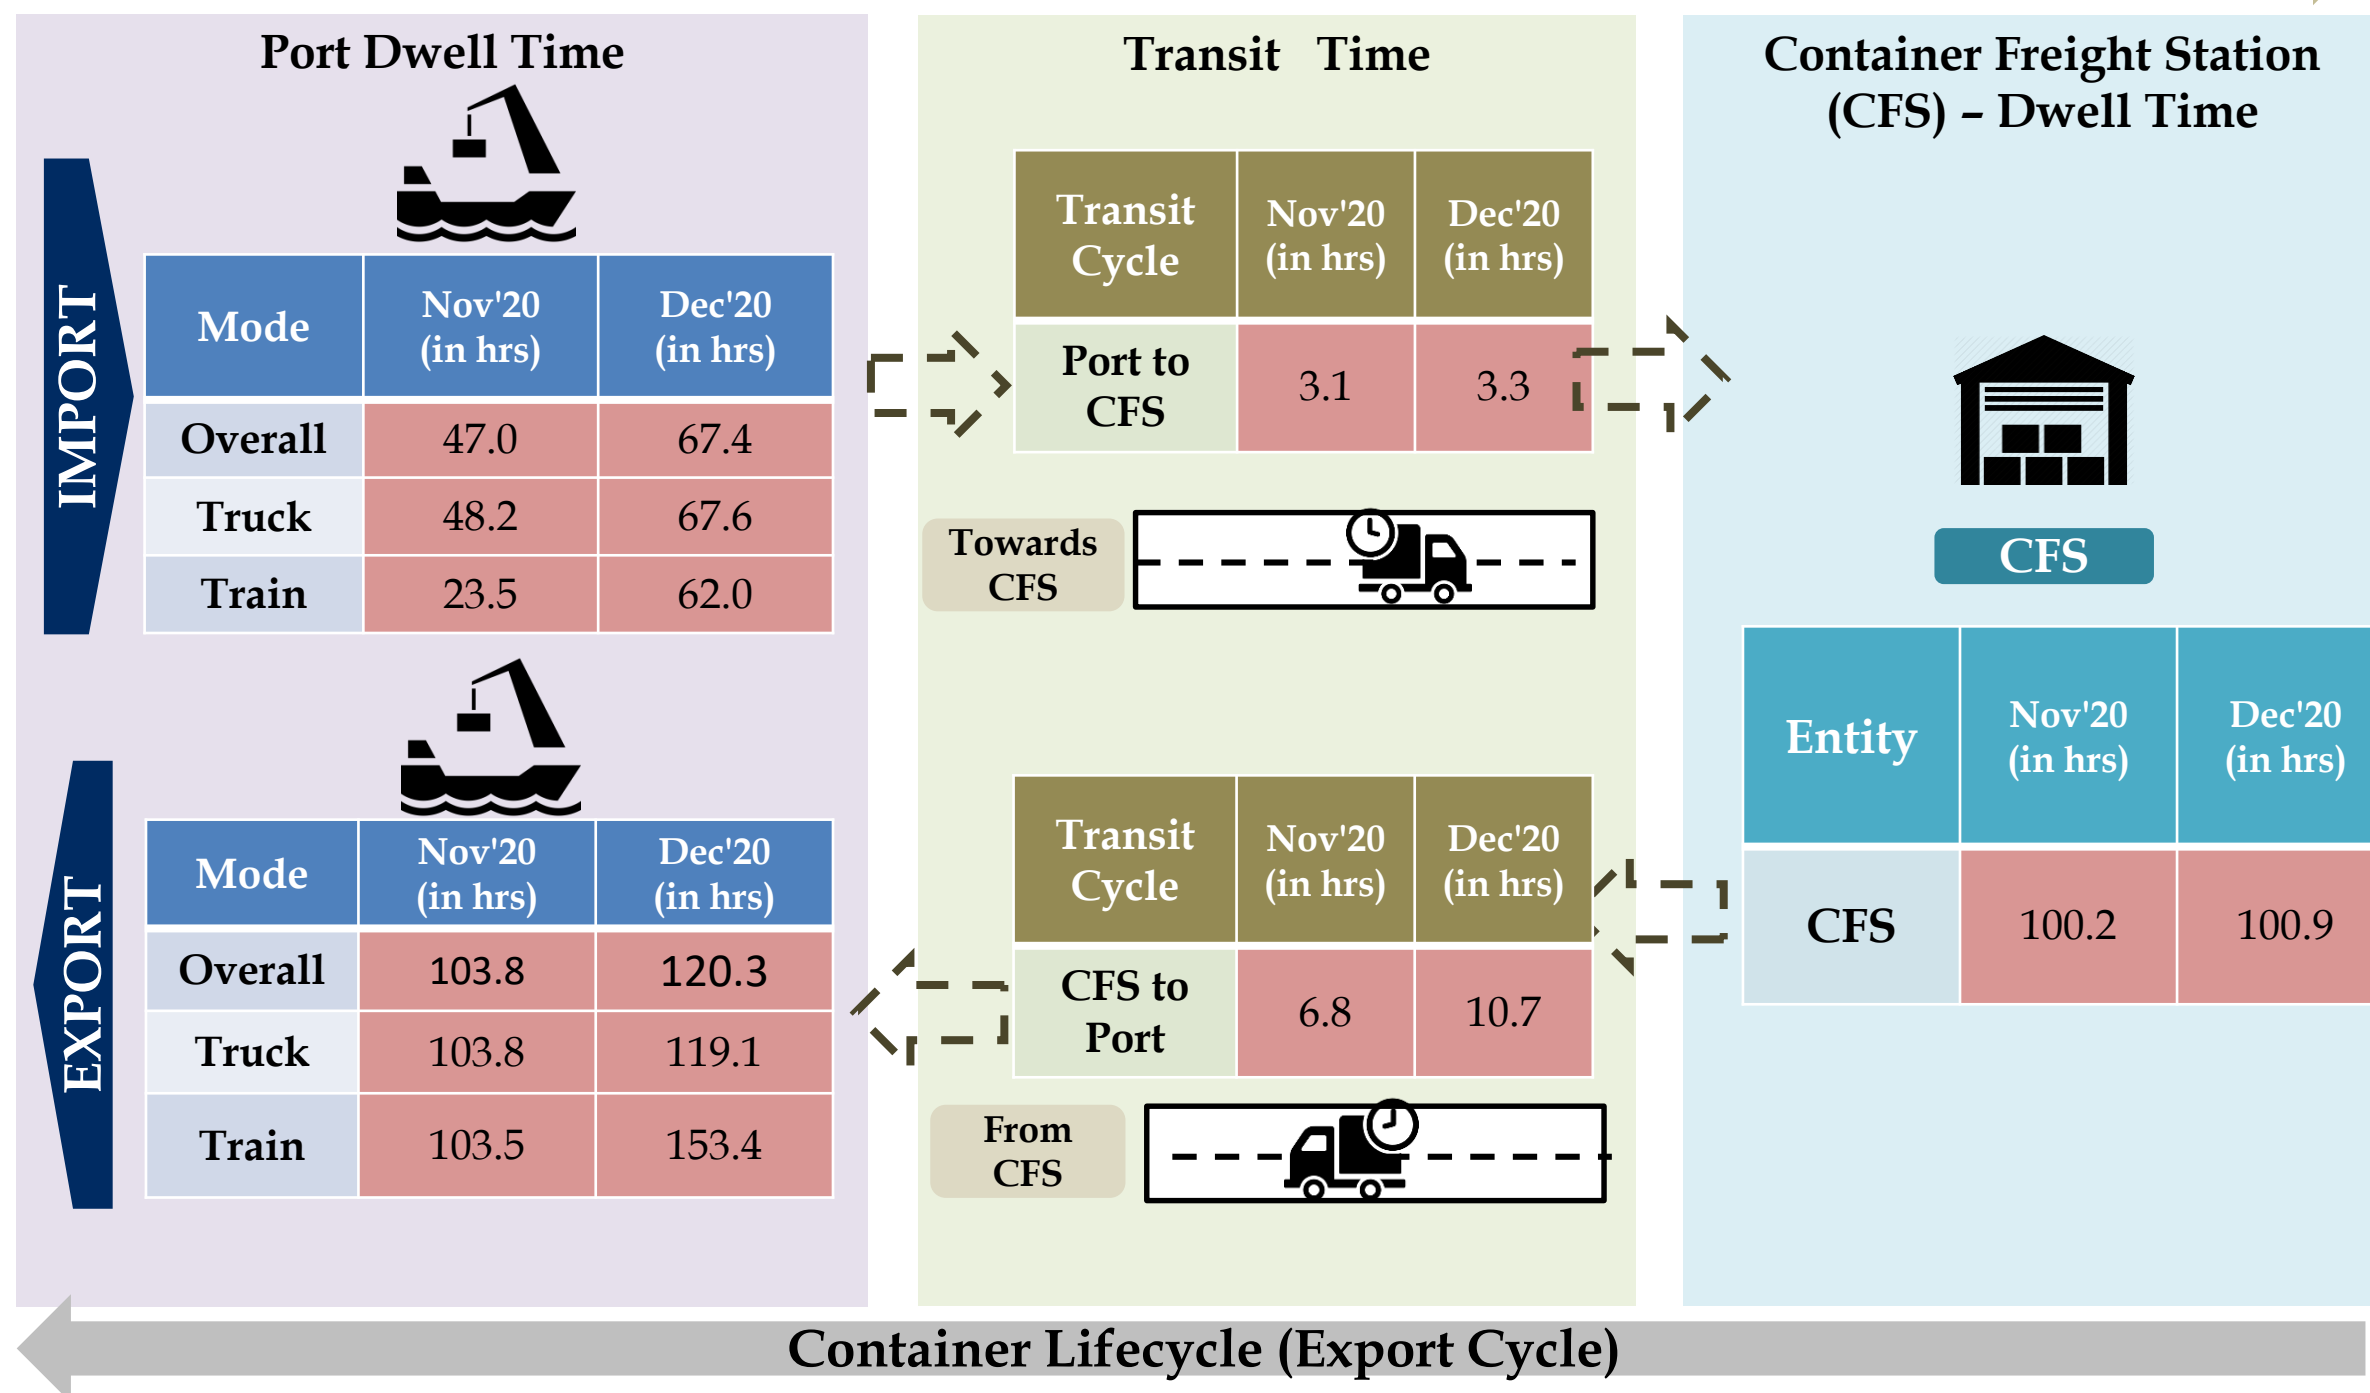 Port Dwell Time
IMPORT
Mode Nov'20 (in hrs) Dec'20 (in hrs)
Overall 47.0 67.4
Truck 48.2 67.6
Train 23.5 62.0
EXPORT
Mode Nov'20 (in hrs) Dec'20 (in hrs)
Overall 103.8 120.3
Truck 103.8 119.1
Train 103.5 153.4
Transit Time
Transit Cycle Nov'20 (in hrs) Dec'20 (in hrs)
Port to CFS 3.1 3.3
Towards
CFS
Transit Cycle Nov'20 (in hrs) Dec'20 (in hrs)
CFS to Port 6.8 10.7
From
CFS
Container Freight Station
(CFS) – Dwell Time
CFS
Entity Nov'20 (in hrs) Dec'20 (in hrs)
CFS 100.2 100.9
Container Lifecycle (Export Cycle)